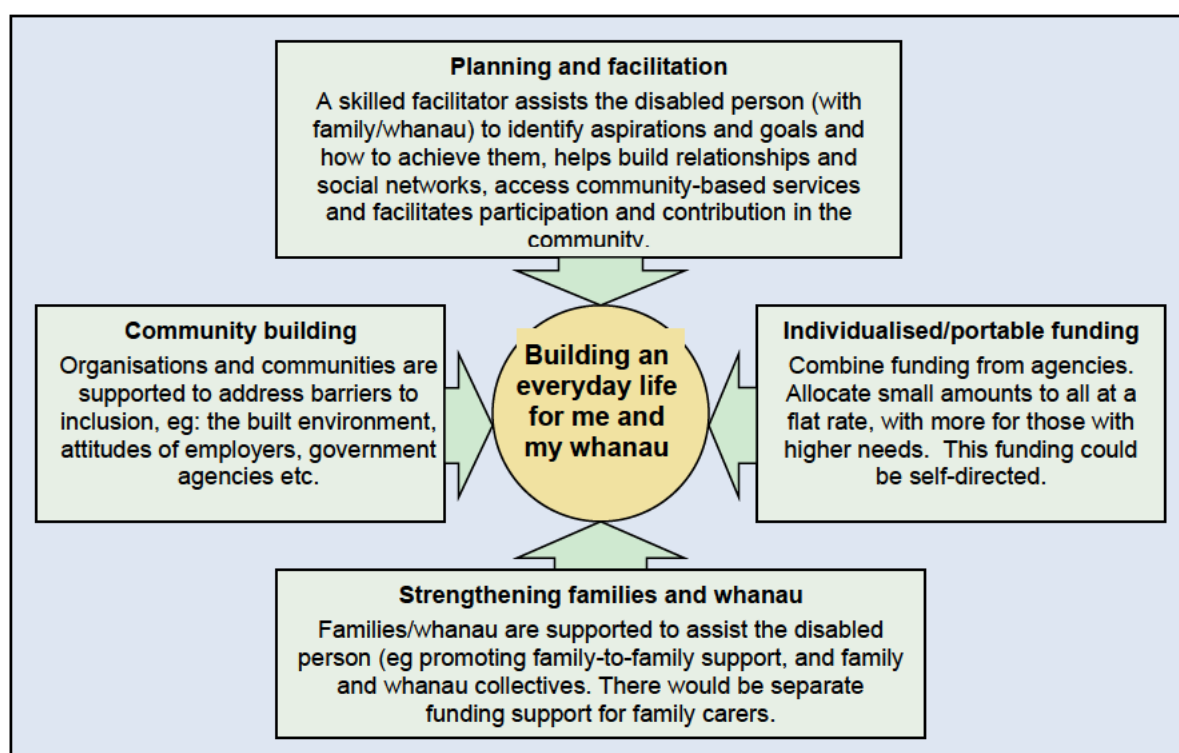 Planning and facilitation
A skilled facilitator assists the disabled person (with
family/whanau) to identify aspirations and goals and
how to achieve them, helps build relationships and
social networks, access community-based services
and facilitates participation and contribution in the
community.
Community building
Organisations and communities are
supported to address barriers to
inclusion, eg: the built environment,
attitudes of employers, government
agencies etc.
Building an
everyday life
for me and
my whanau
Individualised/portable funding
Combine funding from agencies.
Allocate small amounts to all at a
flat rate, with more for those with
higher needs.  This funding could
be self-directed.
Strengthening families and whanau
Families/whanau are supported to assist the disabled
person (eg promoting family-to-family support, and family
and whanau collectives. There would be separate
funding support for family carers.